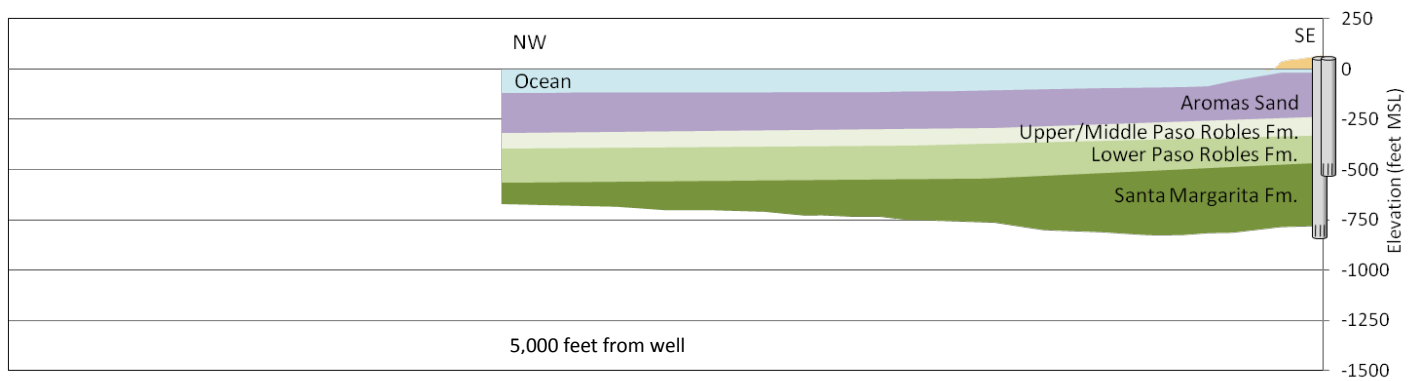 NW
SE
Ocean
Aromas Sand
Upper/Middle Paso Robles Fm.
Lower Paso Robles Fm.
Santa Margarita Fm.
5,000 feet from well
250
0
-250
-500
-750
-1000
-1250
-1500
Elevation (feet MSL)